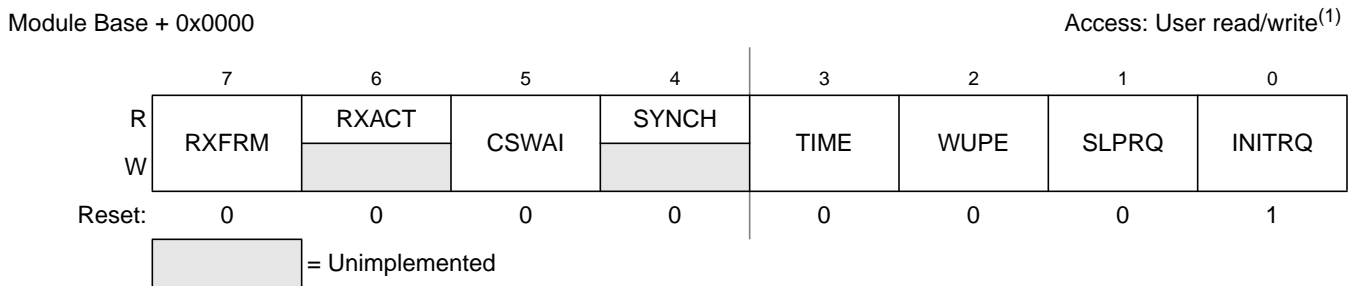 Module Base + 0x0000 Access: User read/write(1)
7 6 5 4 3 2 1 0
R RXFRM RXACT CSWAI SYNCH TIME WUPE SLPRQ INITRQ
W
Reset: 0 0 0 0 0 0 0 1
= Unimplemented